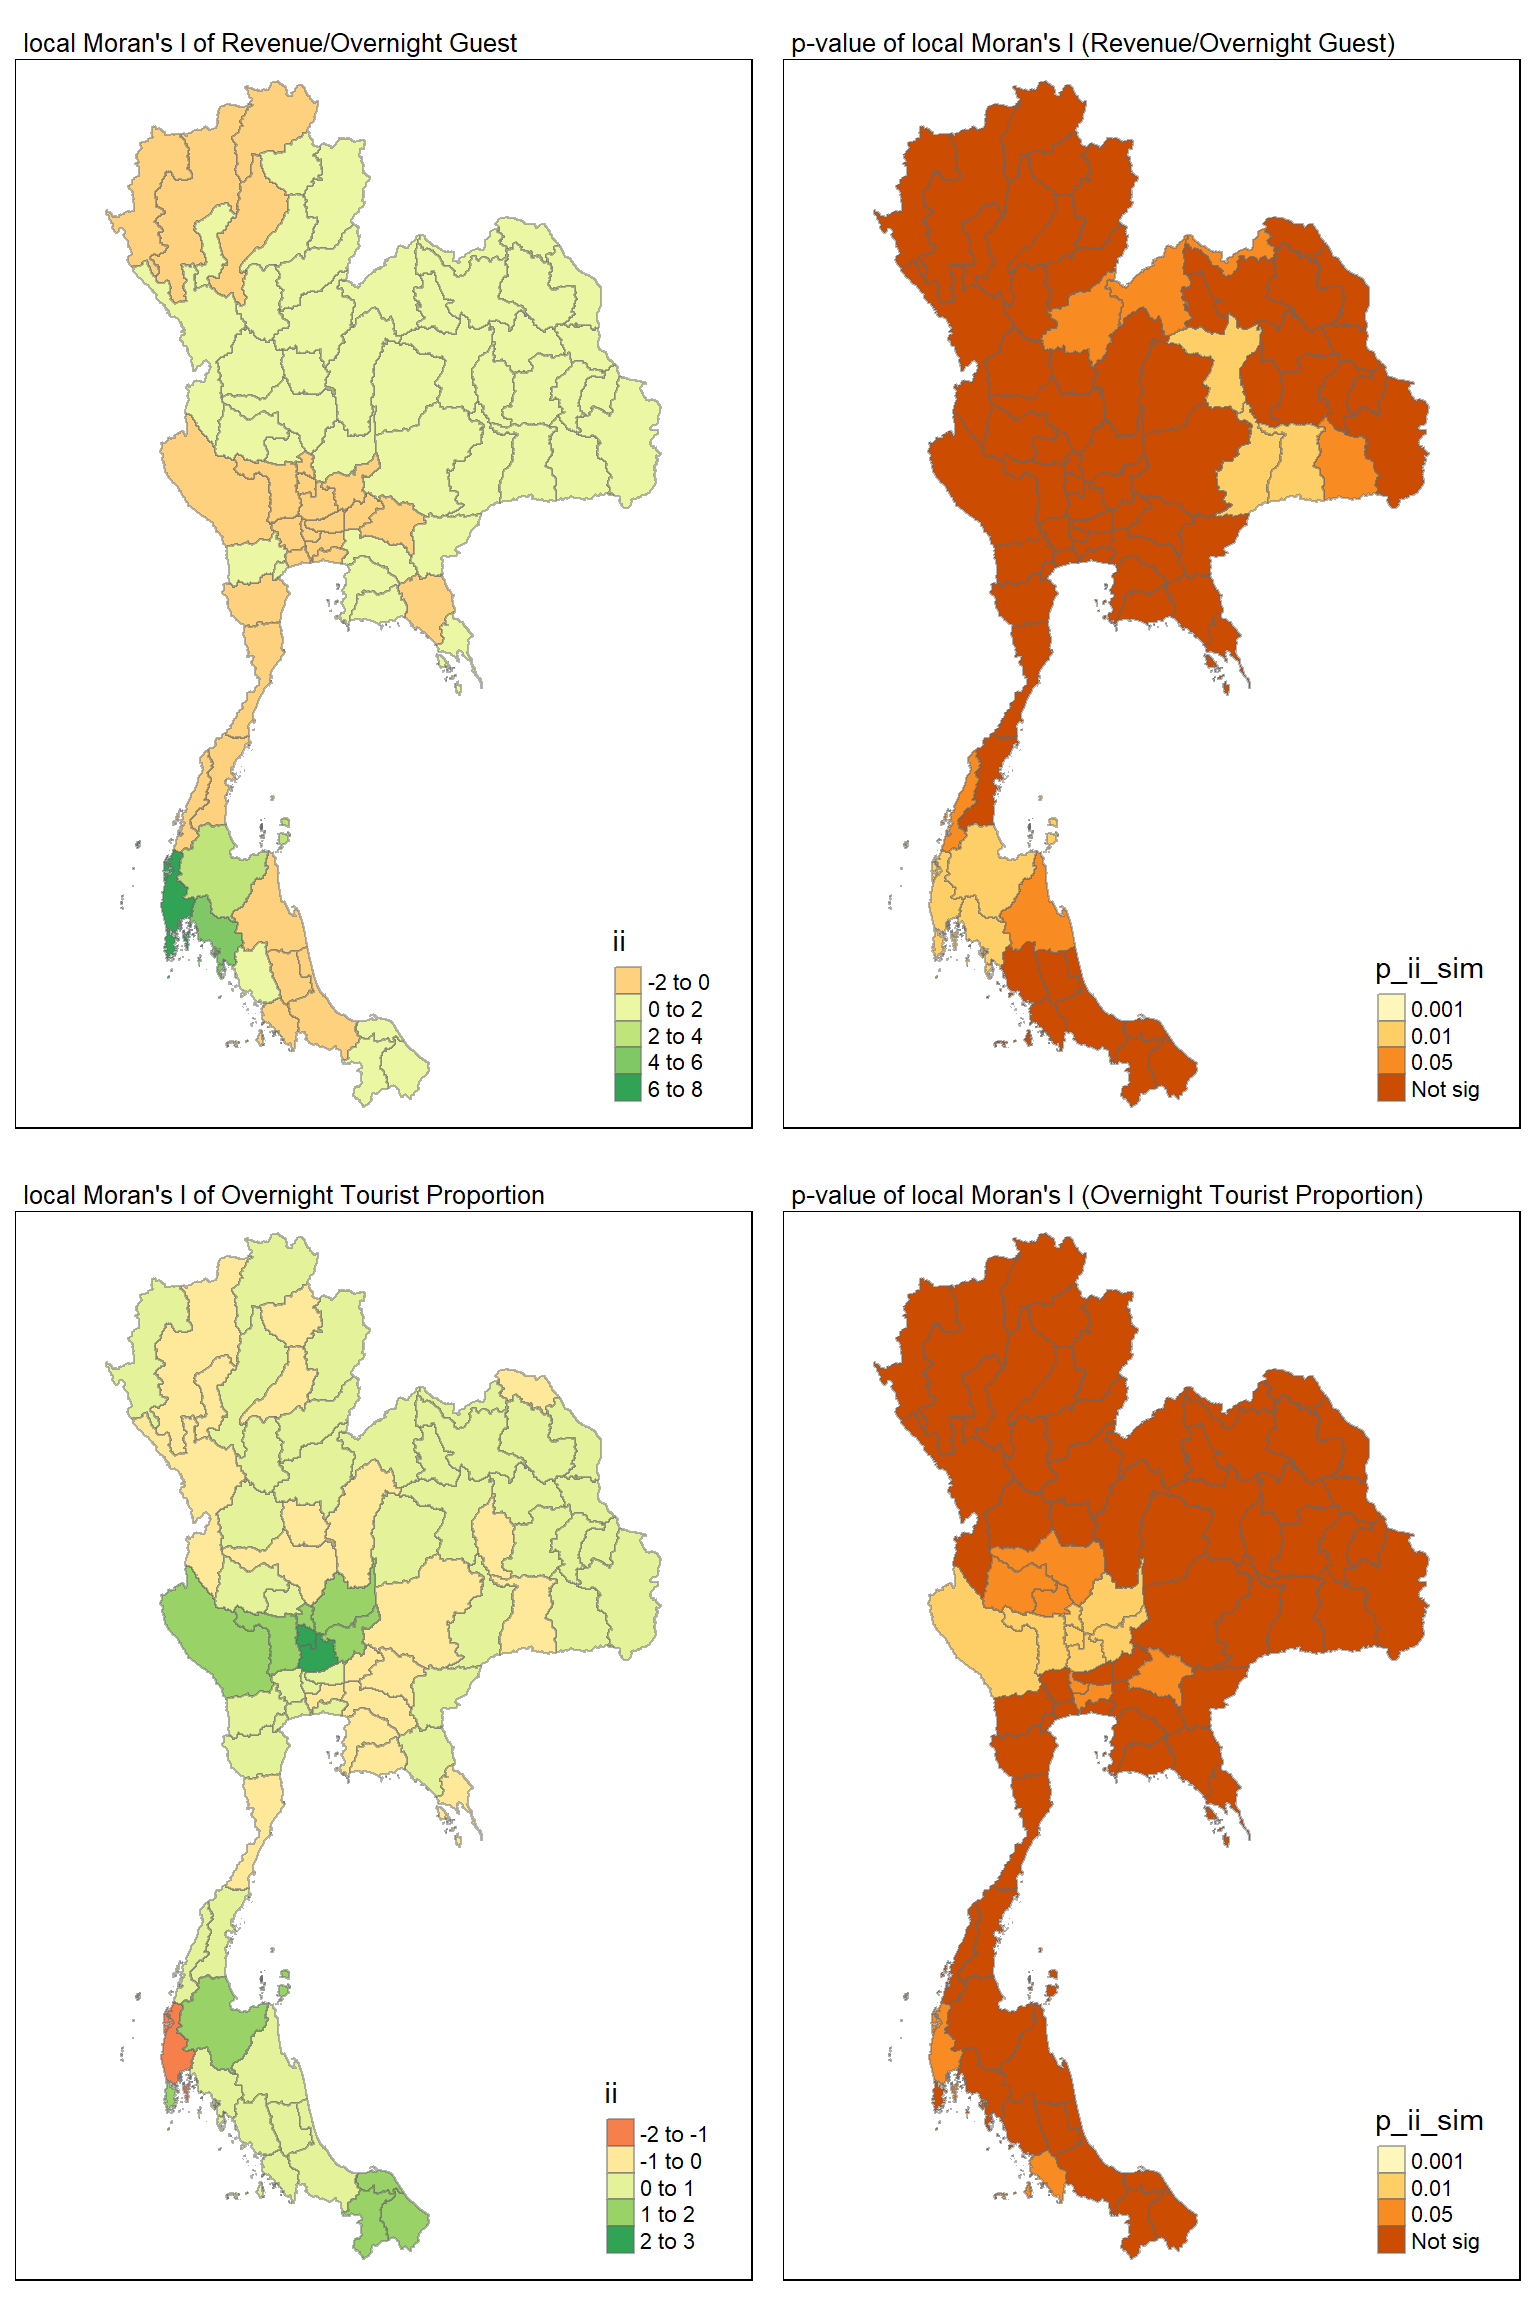 local Moran's I of Revenue/Overnight Guest
p-value of local Moran's I (Revenue/Overnight Guest)
ii
-2 to 0
0 to 2
2 to 4
4 to 6
6 to 8
p_ii_sim
0.001
0.01
0.05
Not sig
local Moran's I of Overnight Tourist Proportion
p-value of local Moran's I (Overnight Tourist Proportion)
ii
-2 to -1
-1 to 0
0 to 1
1 to 2
2 to 3
p_ii_sim
0.001
0.01
0.05
Not sig